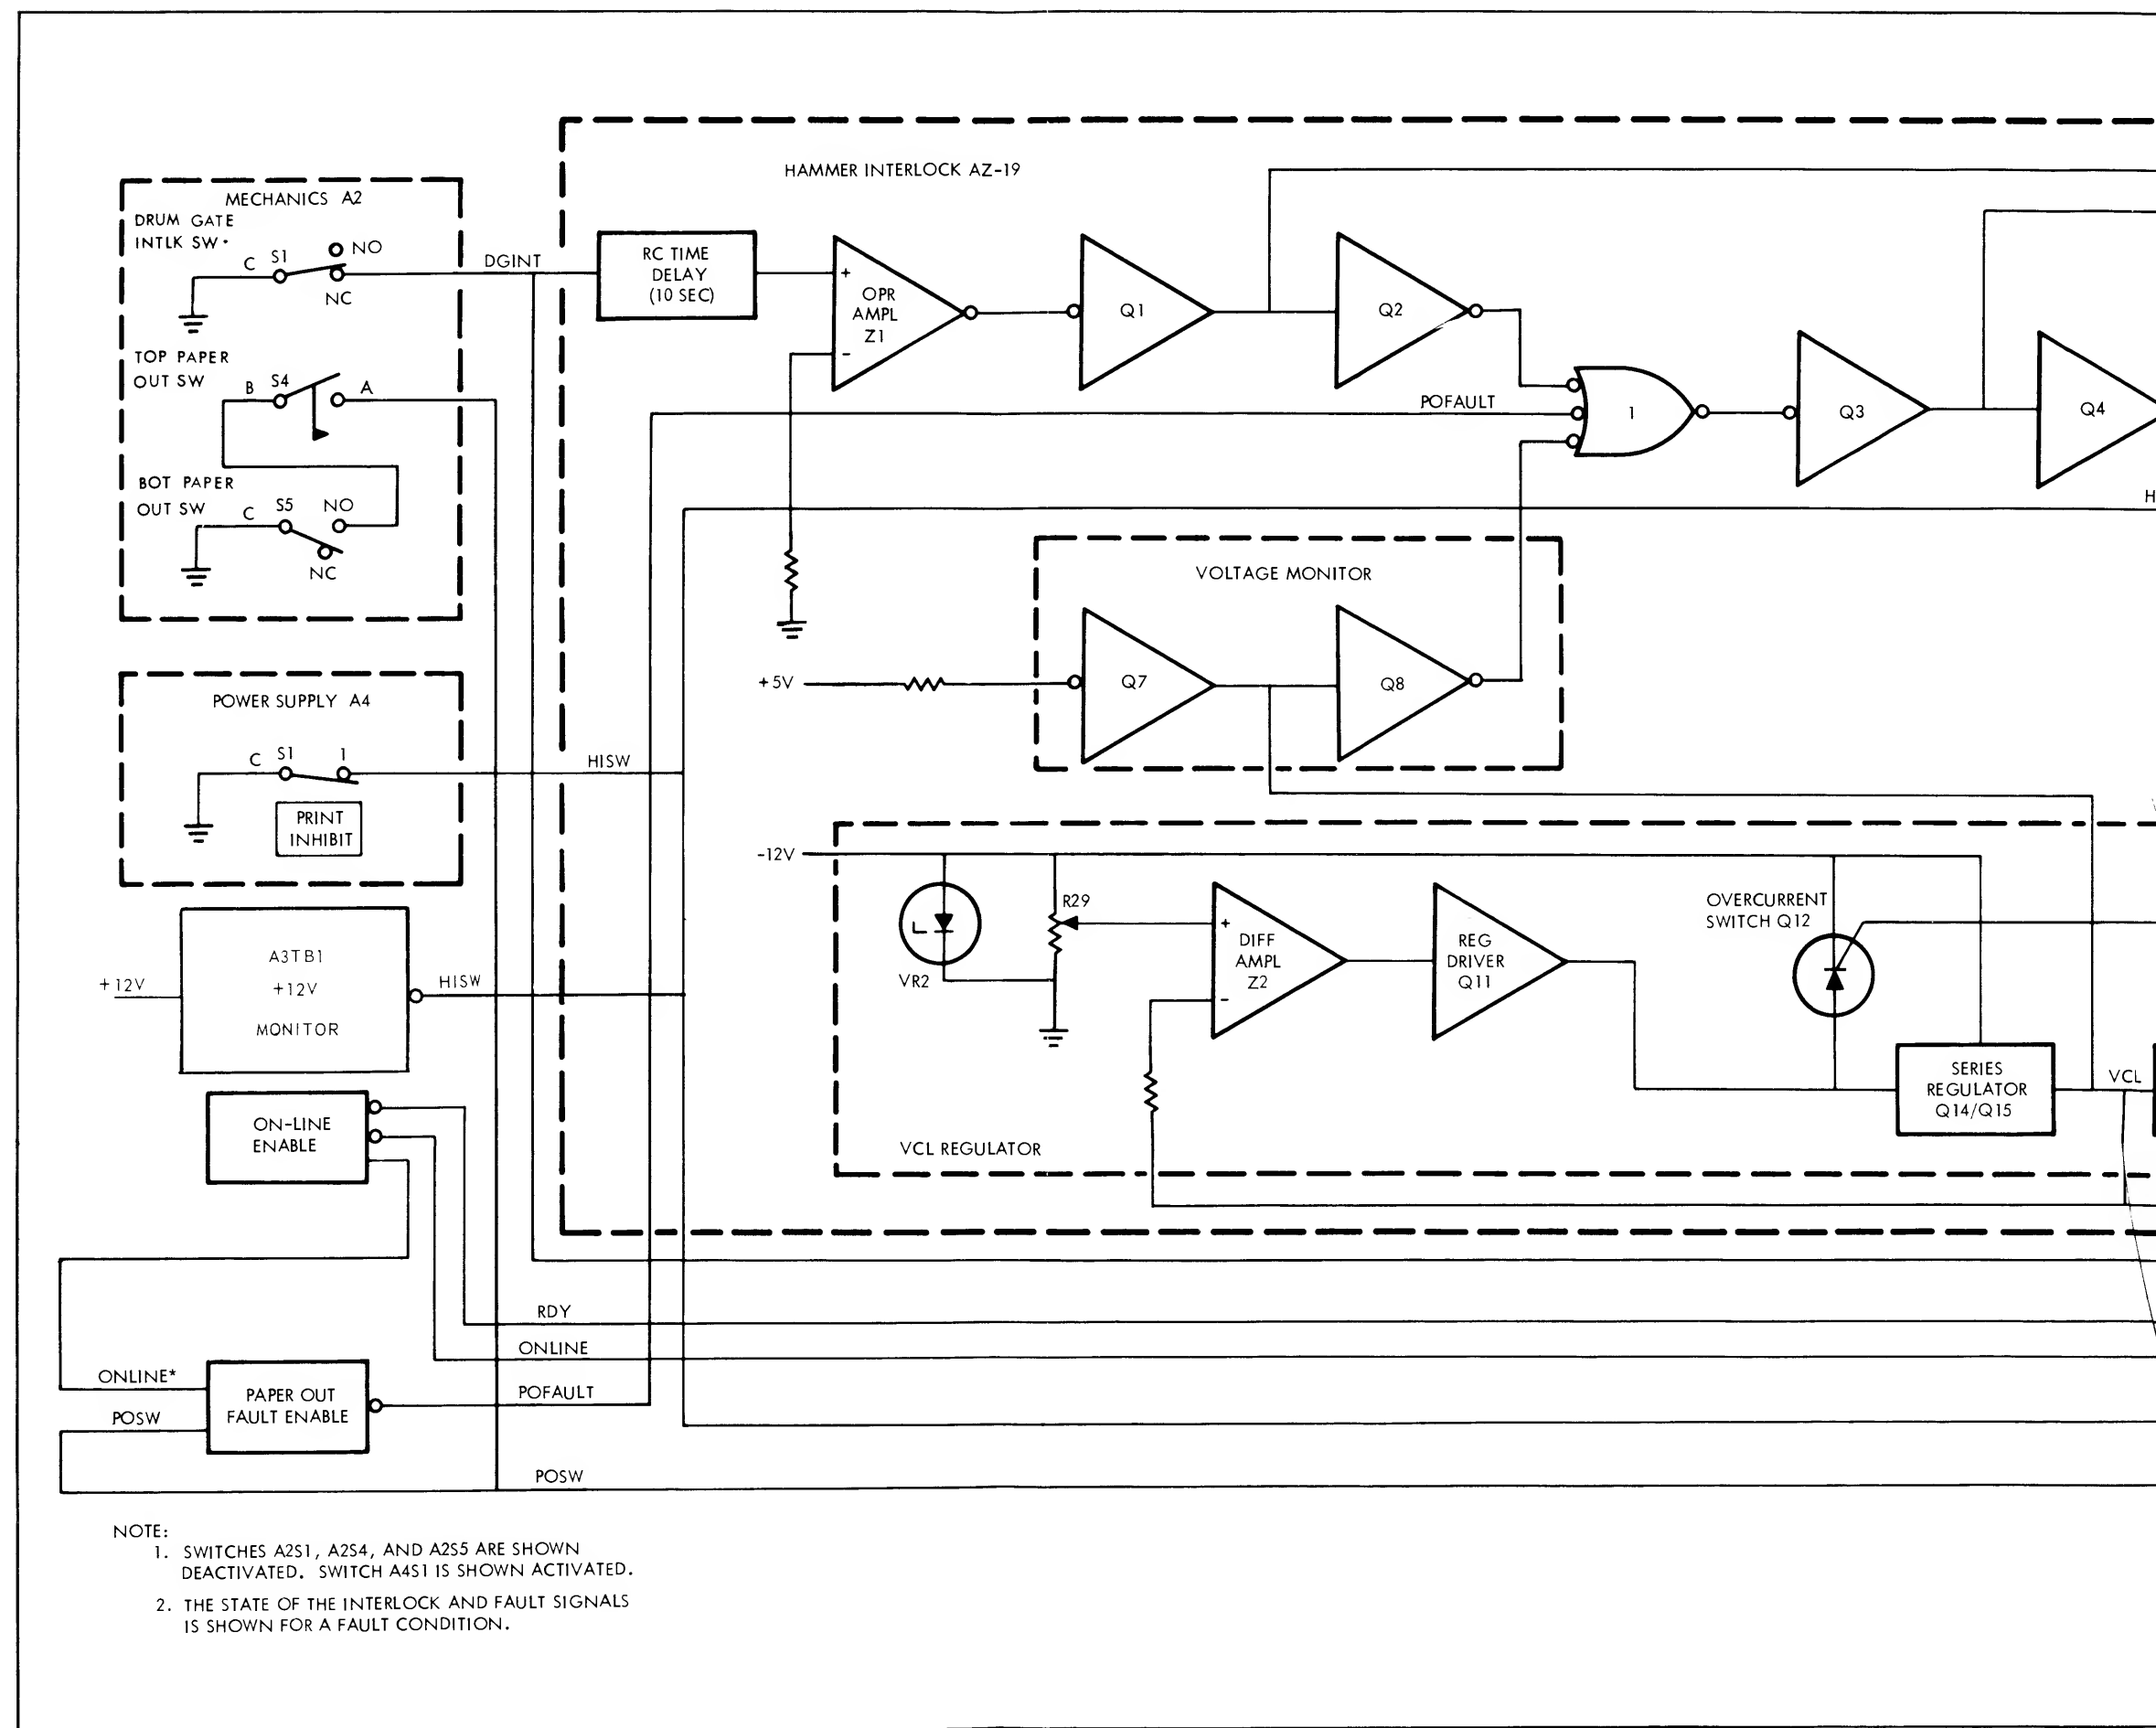 HAMMER INTERLOCK AZ-19
MECHANICS A2
DRUM GATE
INTLK SW
C S1 NO
NC
DGINT
RC TIME
DELAY
(10 SEC)
+
OPR
AMPL
Z1
-
Q1
Q2
TOP PAPER
OUT SW
B S4 A
POFAULT
1
Q3
Q4
BOT PAPER
OUT SW
C S5 NO
NC
H
VOLTAGE MONITOR
+5V
Q7
Q8
POWER SUPPLY A4
C S1 1
PRINT
INHIBIT
HISW
-12V
VR2
R29
+
DIFF
AMPL
Z2
-
REG
DRIVER
Q11
OVERCURRENT
SWITCH Q12
SERIES
REGULATOR
Q14/Q15
VCL
VCL REGULATOR
+12V
A3TB1
+12V
MONITOR
HISW
ON-LINE
ENABLE
RDY
ONLINE
ONLINE*
POSW
PAPER OUT
FAULT ENABLE
POFAULT
POSW
NOTE:
1. SWITCHES A2S1, A2S4, AND A2S5 ARE SHOWN
DEACTIVATED. SWITCH A4S1 IS SHOWN ACTIVATED.
2. THE STATE OF THE INTERLOCK AND FAULT SIGNALS
IS SHOWN FOR A FAULT CONDITION.